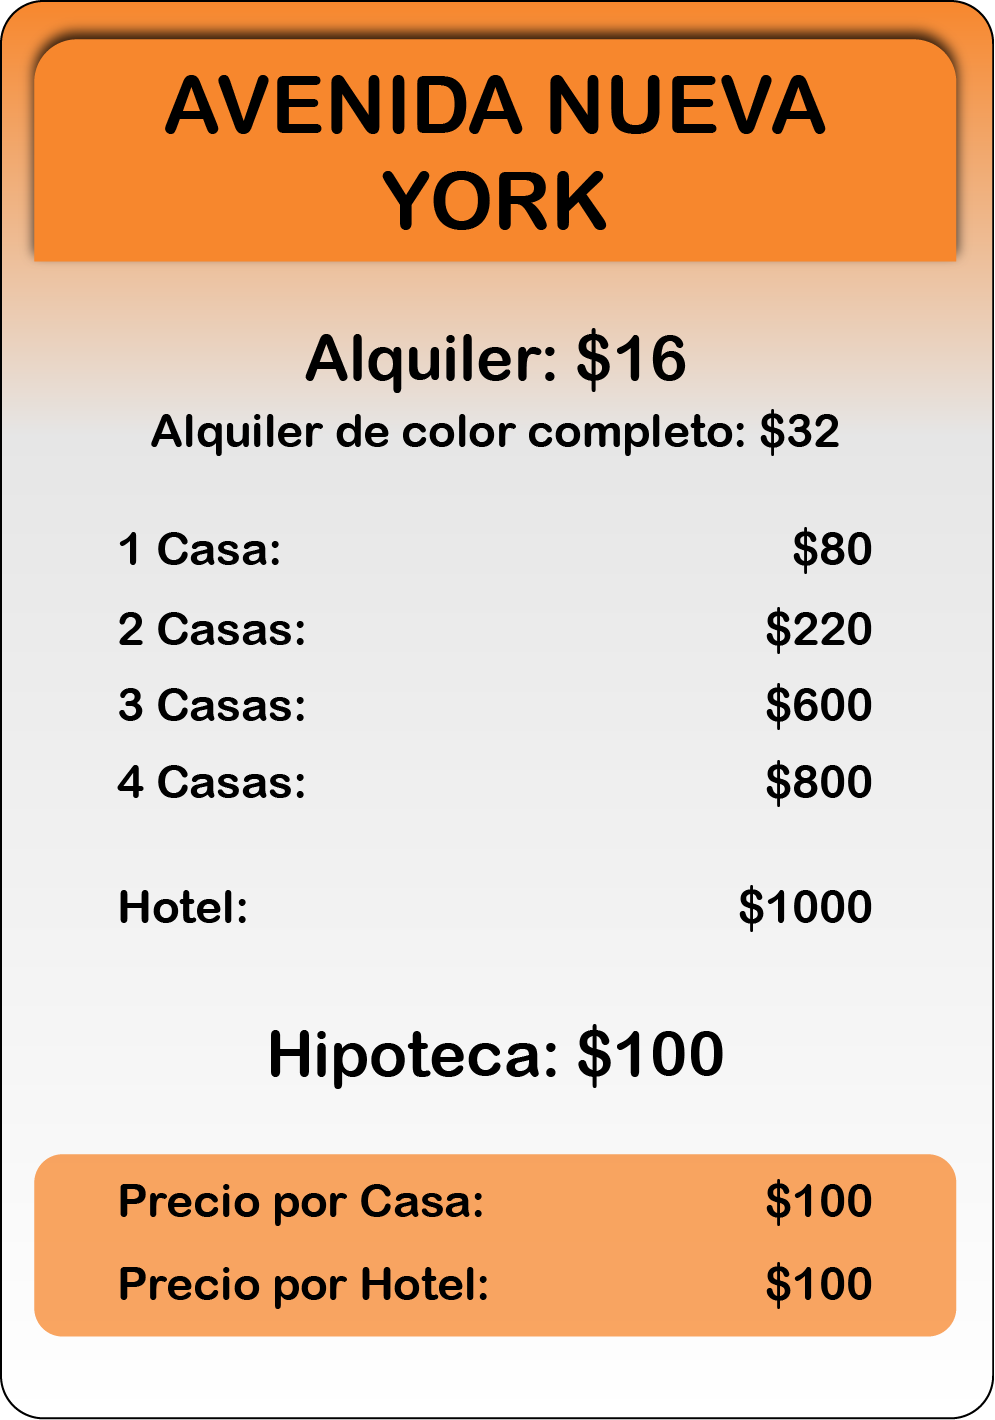 AVENIDA NUEVA
YORK
Alquiler: $16
Alquiler de color completo: $32
1 Casa: $80
2 Casas: $220
3 Casas: $600
4 Casas: $800
Hotel: $1000
Hipoteca: $100
Precio por Casa: $100
Precio por Hotel: $100